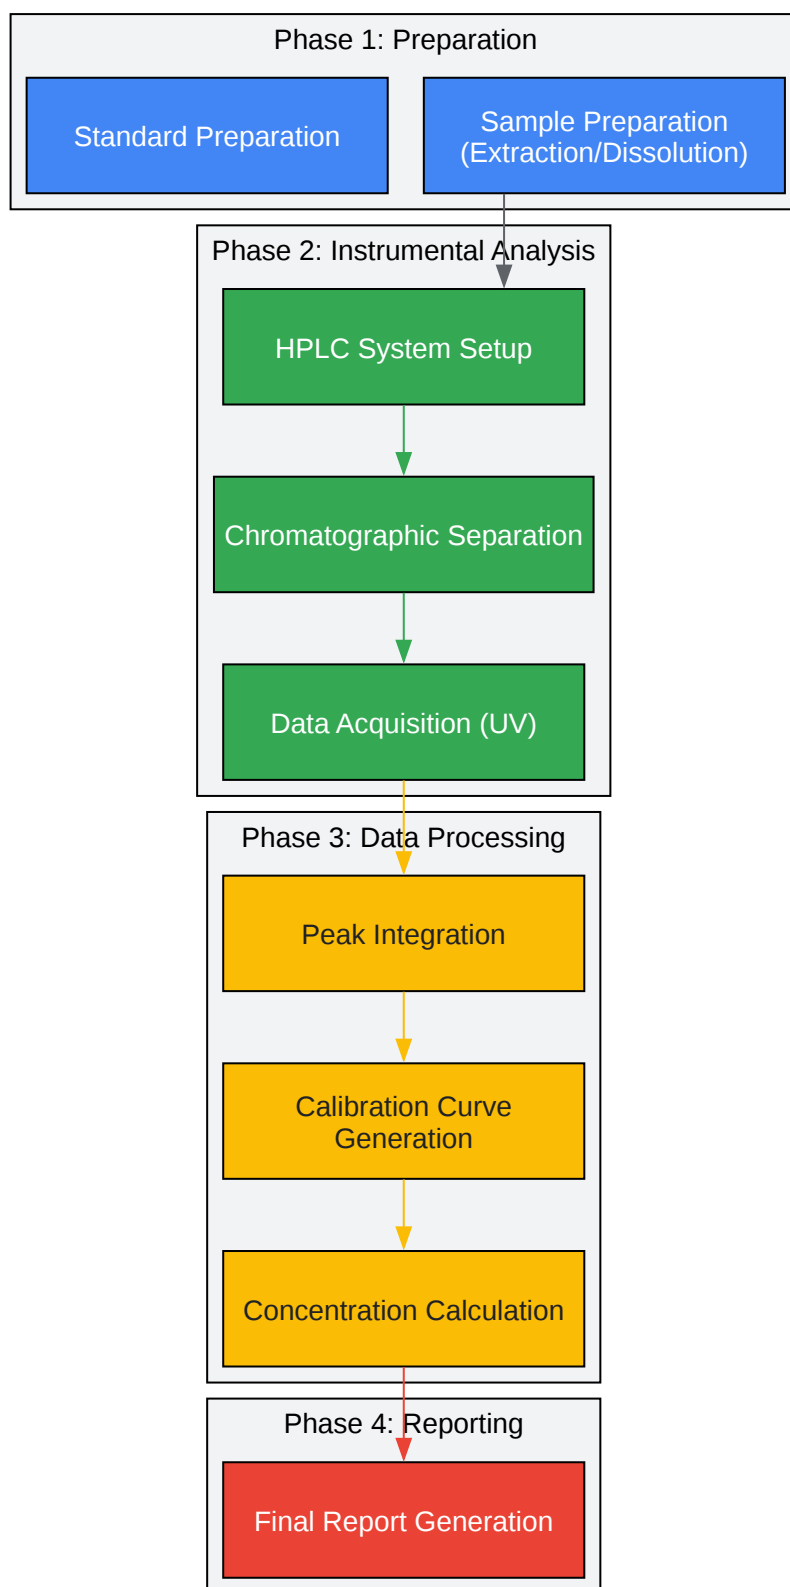 Phase 1: Preparation
Standard Preparation
Sample Preparation
(Extraction/Dissolution)
Phase 2: Instrumental Analysis
HPLC System Setup
Chromatographic Separation
Data Acquisition (UV)
Phase 3: Data Processing
Peak Integration
Calibration Curve
Generation
Concentration Calculation
Phase 4: Reporting
Final Report Generation